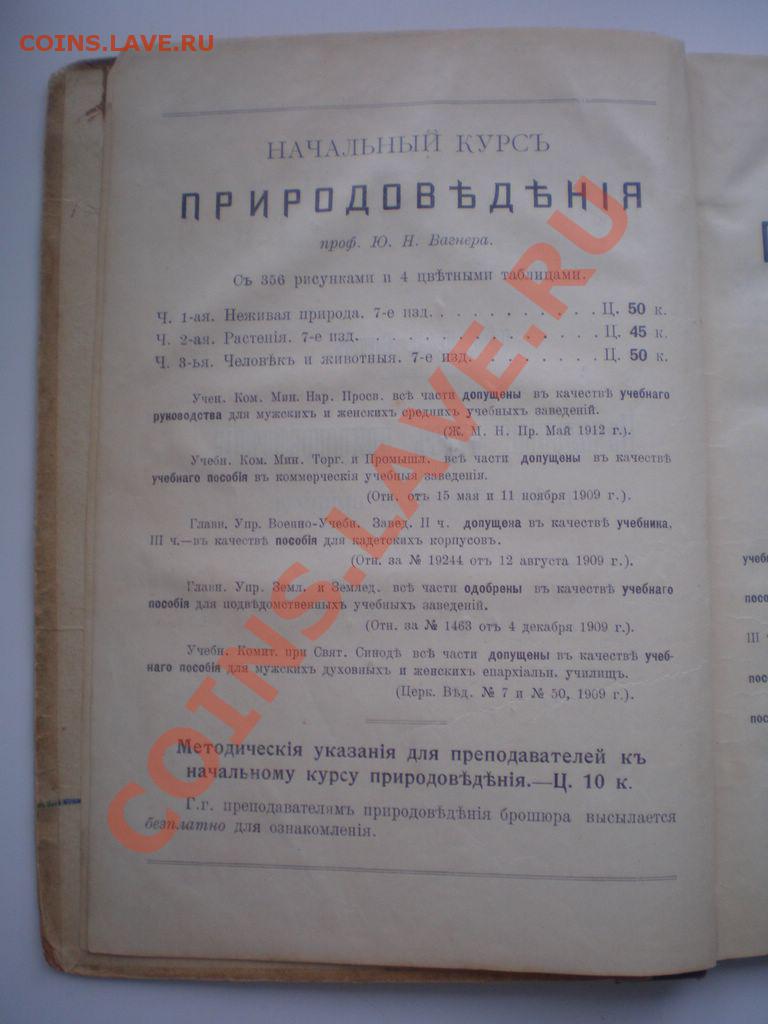 COINS.LAVE.RU
НАЧАЛЬНЫЙ КУРСЪ
ПРИРОДОВѢДѢНІЯ
проф. Ю. Н. Вагнера.
Съ 356 рисунками и 4 цвѣтными таблицами.
Ч. 1-ая. Неживая природа. 7-е изд. . . . . . . . . . . . Ц. 50 к.
Ч. 2-ая. Растенія. 7-е изд. . . . . . . . . . . . . . . . Ц. 45 к.
Ч. 3-ья. Человѣкъ и животныя. 7-е изд. . . . . . . . . Ц. 50 к.
Учен. Ком. Мин. Нар. Просв. всѣ части допущены въ качествѣ учебнаго
руководства для мужскихъ и женскихъ среднихъ учебныхъ заведеній.
(Ж. М. Н. Пр. Май 1912 г.).
Учебн. Ком. Мин. Торг. и Промышл. всѣ части допущены въ качествѣ
учебнаго пособія въ коммерческія учебныя заведенія.
(Отн. отъ 15 мая и 11 ноября 1909 г.).
Главн. Упр. Военно-Учебн. Завед. II ч. допущена въ качествѣ учебника,
III ч.—въ качествѣ пособія для кадетскихъ корпусовъ.
(Отн. за № 19244 отъ 12 августа 1909 г.).
Главн. Упр. Земл. и Землед. всѣ части одобрены въ качествѣ учебнаго
пособія для подвѣдомственныхъ учебныхъ заведеній.
(Отн. за № 1463 отъ 4 декабря 1909 г.).
Учебн. Комит. при Свят. Синодѣ всѣ части допущены въ качествѣ учеб-
наго пособія для мужскихъ духовныхъ и женскихъ епархіальн. училищъ.
(Церк. Вѣд. № 7 и № 50, 1909 г.).
Методическія указанія для преподавателей къ
начальному курсу природовѣдѣнія.—Ц. 10 к.
Г.г. преподавателямъ природовѣдѣнія брошюра высылается
безплатно для ознакомленія.
COINS.LAVE.RU
учеб
посо
III ч
пос
пос